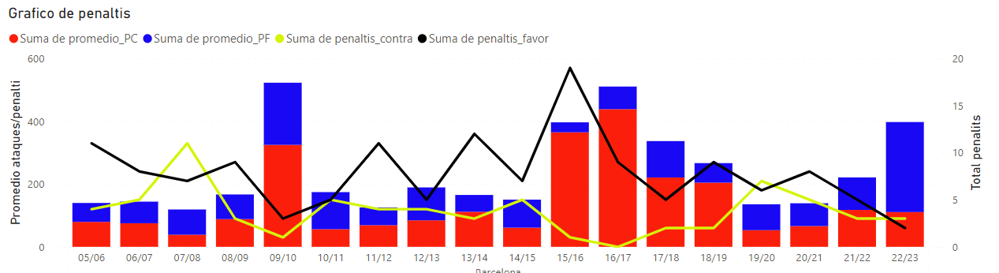 Grafico de penaltis
Suma de promedio_PC Suma de promedio_PF Suma de penaltis_contra Suma de penaltis_favor
Promedio ataques/penalti
600
400
200
0
20
15
10
5
0
Total penalits
05/06 06/07 07/08 08/09 09/10 10/11 11/12 12/13 13/14 14/15 15/16 16/17 17/18 18/19 19/20 20/21 21/22 22/23
Barcelona